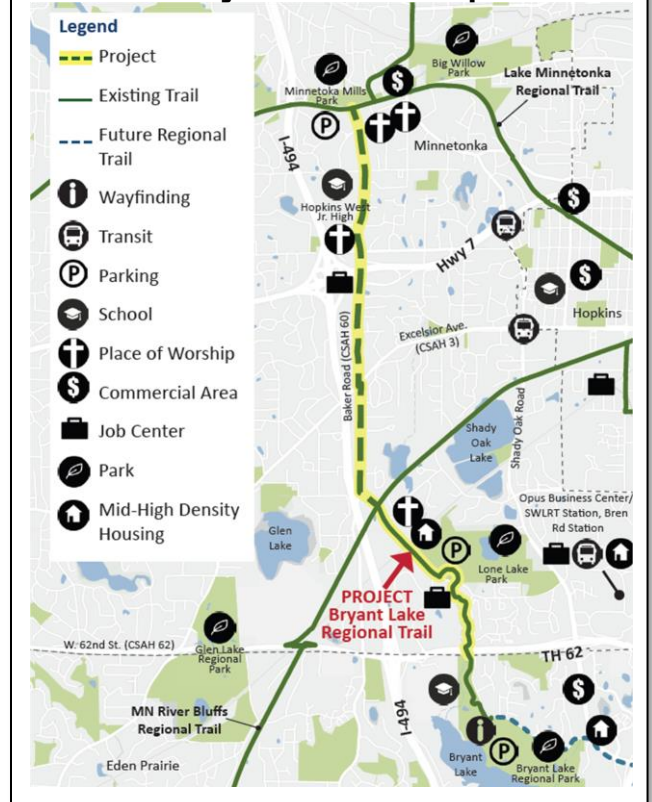 Legend
Project
Existing Trail
Future Regional
Trail
Wayfinding
Transit
P
Parking
School
Place of Worship
$
Commercial Area
Job Center
Park
Mid-High Density
Housing
Big Willow
Park
$
Minnetoka Mills
Park
Lake Minnetonka
Regional Trail
P
I-494
Minnetonka
Hopkins West
Jr. High
$
Hwy 7
$
Hopkins
Excelsior Ave.
(CSAH 3)
Baker Road (CSAH 60)
Shady Oak Road
Shady
Oak
Lake
Opus Business Center/
SWLRT Station, Bren
Rd Station
Glen
Lake
P
Lone Lake
Park
PROJECT
Bryant Lake
Regional Trail
W. 62nd St. (CSAH 62)
Glen Lake
Regional
Park
TH 62
$
MN River Bluffs
Regional Trail
I-494
P
Bryant
Lake
Bryant Lake
Regional Park
Eden Prairie